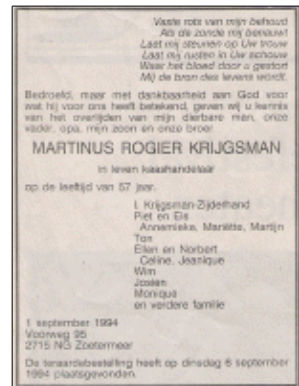 Vaste rots van mijn behoud
Als de zonde mij benauwt
Laat mij steunen op Uw trouw
Laat mij rusten in Uw schouw
Waar het bloed door U gestort
Mij de bron des levens wordt.
Bedroefd, maar met dankbaarheid aan God voor
wat hij voor ons heeft betekend, geven wij u kennis
van het overlijden van mijn dierbare man, onze
vader, opa, mijn zoon en onze broer
MARTINUS ROGIER KRIJGSMAN
in leven kaashandelaar
op de leeftijd van 57 jaar.
I. Krijgsman-Zijderhand
Piet en Els
Annemieke, Mariëtte, Martijn
Ton
Ellen en Norbert
Celine, Jeanique
Wim
Josien
Monique
en verdere familie
1 september 1994
Voorweg 95
2715 NG Zoetermeer
De teraardebestelling heeft op dinsdag 6 september
1994 plaatsgevonden.